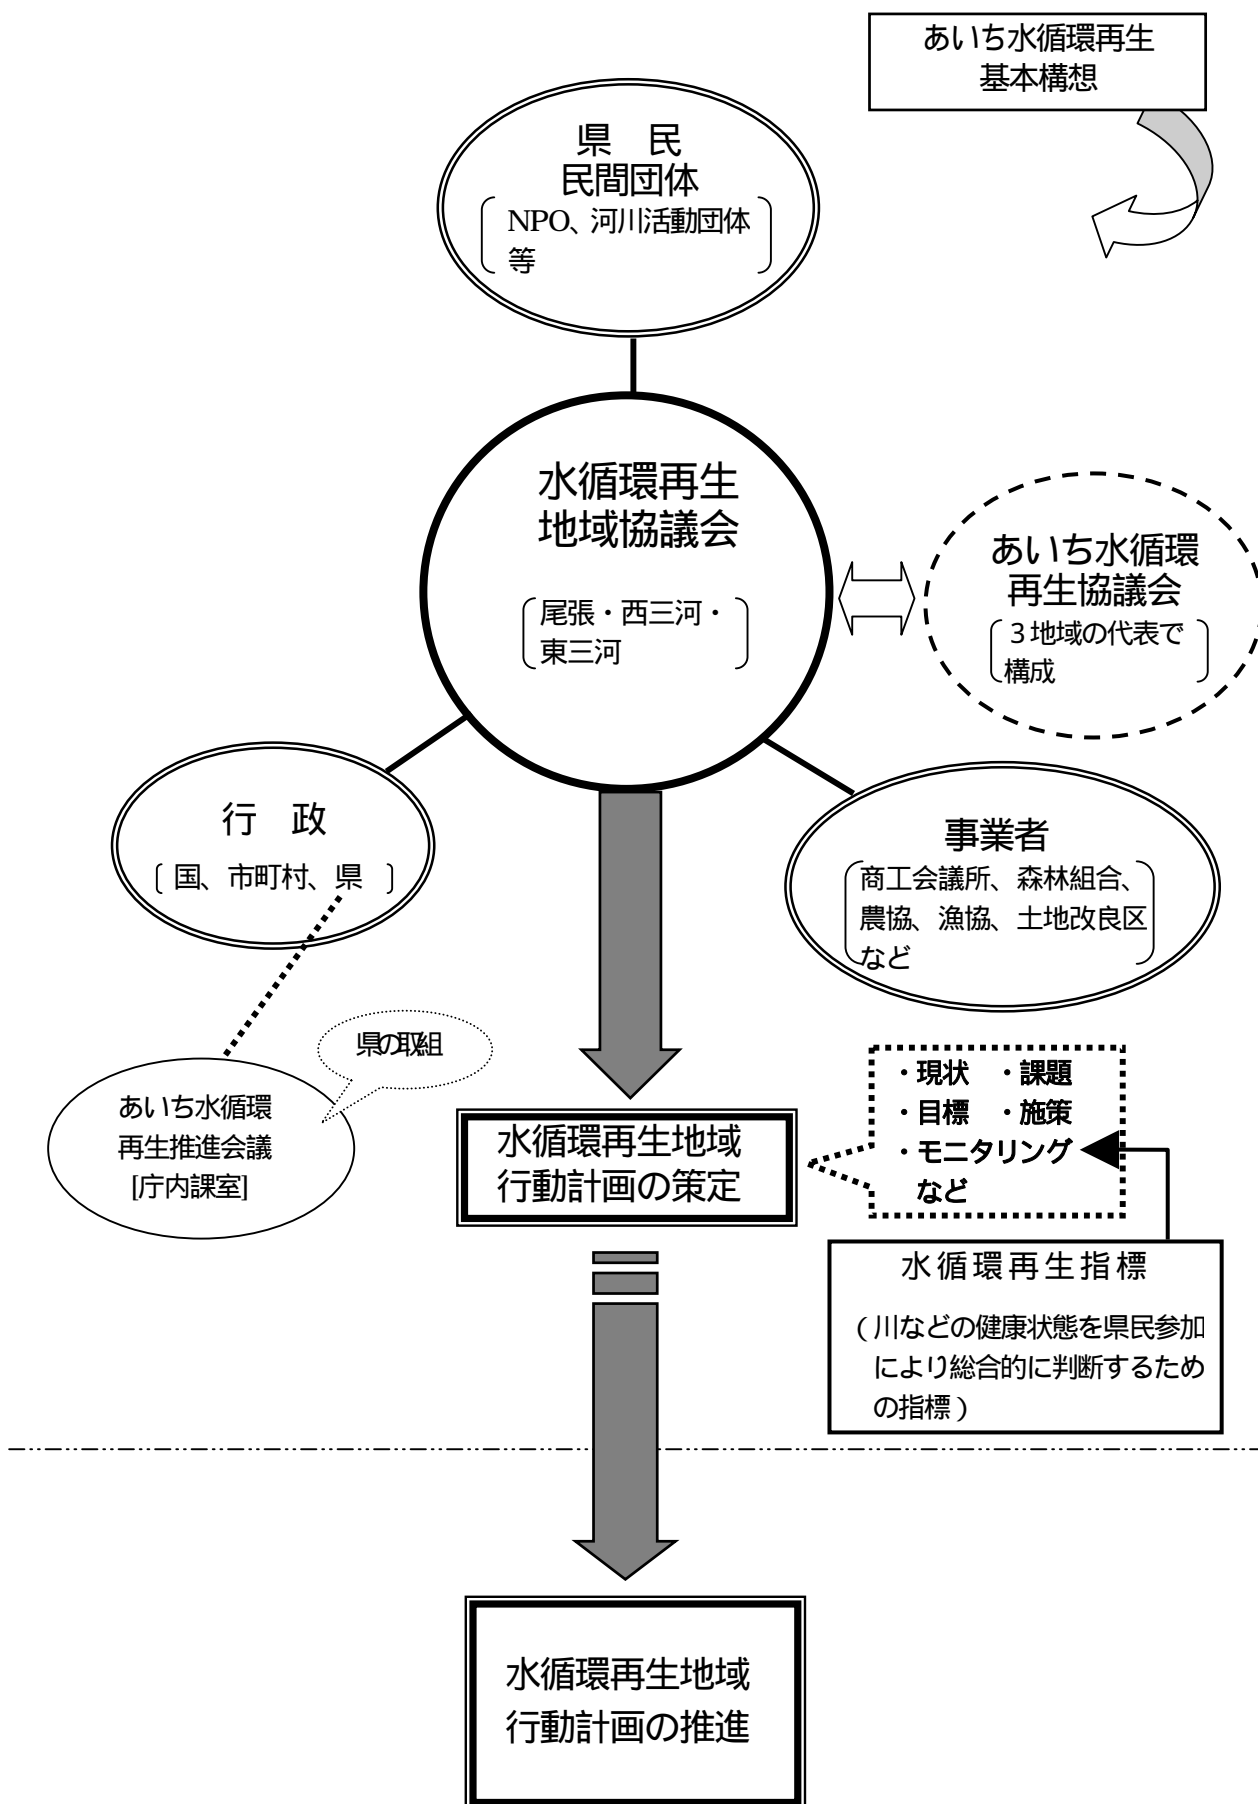 あいち水循環再生
基本構想
県　民
民間団体
NPO、河川活動団体
等
水循環再生
地域協議会
尾張・西三河・
東三河
あいち水循環
再生協議会
３地域の代表で
構成
行　政
〔国、市町村、県　〕
事業者
商工会議所、森林組合、
農協、漁協、土地改良区
など
県の取組
あいち水循環
再生推進会議
[庁内課室]
水循環再生地域
行動計画の策定
・現状　・課題
・目標　・施策
・モニタリング
など
水循環再生指標
（川などの健康状態を県民参加
により総合的に判断するため
の指標）
水循環再生地域
行動計画の推進